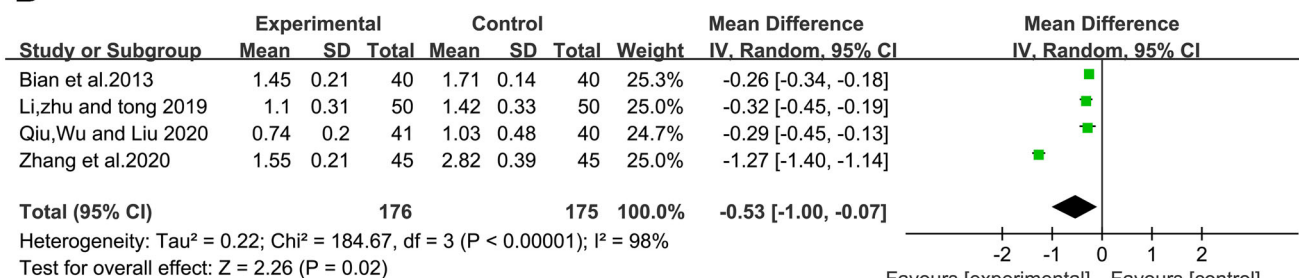 Experimental Control Mean Difference Mean Difference
Study or Subgroup Mean SD Total Mean SD Total Weight IV, Random, 95% CI IV, Random, 95% CI
Bian et al.2013 1.45 0.21 40 1.71 0.14 40 25.3% -0.26 [-0.34, -0.18]
Li,zhu and tong 2019 1.1 0.31 50 1.42 0.33 50 25.0% -0.32 [-0.45, -0.19]
Qiu,Wu and Liu 2020 0.74 0.2 41 1.03 0.48 40 24.7% -0.29 [-0.45, -0.13]
Zhang et al.2020 1.55 0.21 45 2.82 0.39 45 25.0% -1.27 [-1.40, -1.14]
Total (95% CI) 176 175 100.0% -0.53 [-1.00, -0.07]
Heterogeneity: Tau² = 0.22; Chi² = 184.67, df = 3 (P < 0.00001); I² = 98%
Test for overall effect: Z = 2.26 (P = 0.02)
-2 -1 0 1 2
Favours [experimental] Favours [control]